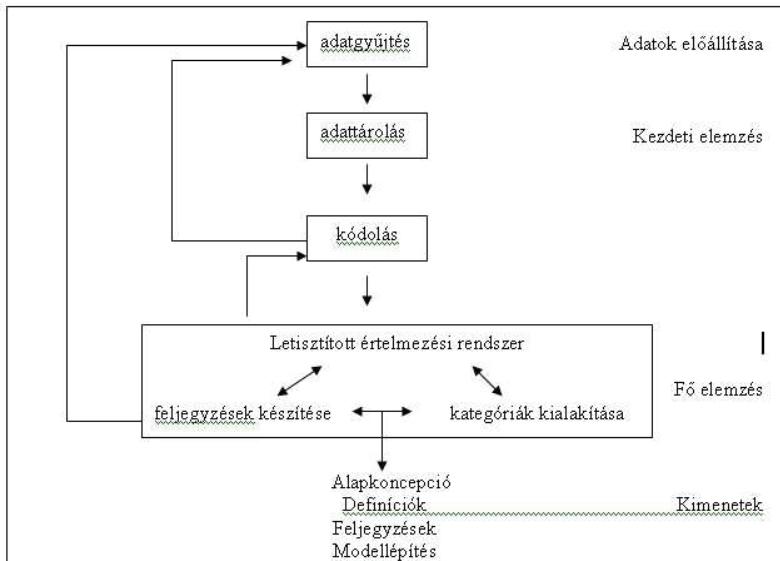 adatgyűjtés Adatok előállítása
adattárolás Kezdeti elemzés
kódolás
Letisztított értelmezési rendszer
Fő elemzés
feljegyzések készítése kategóriák kialakítása
Alapkoncepció
Definíciók Kimenetek
Feljegyzések
Modellépítés